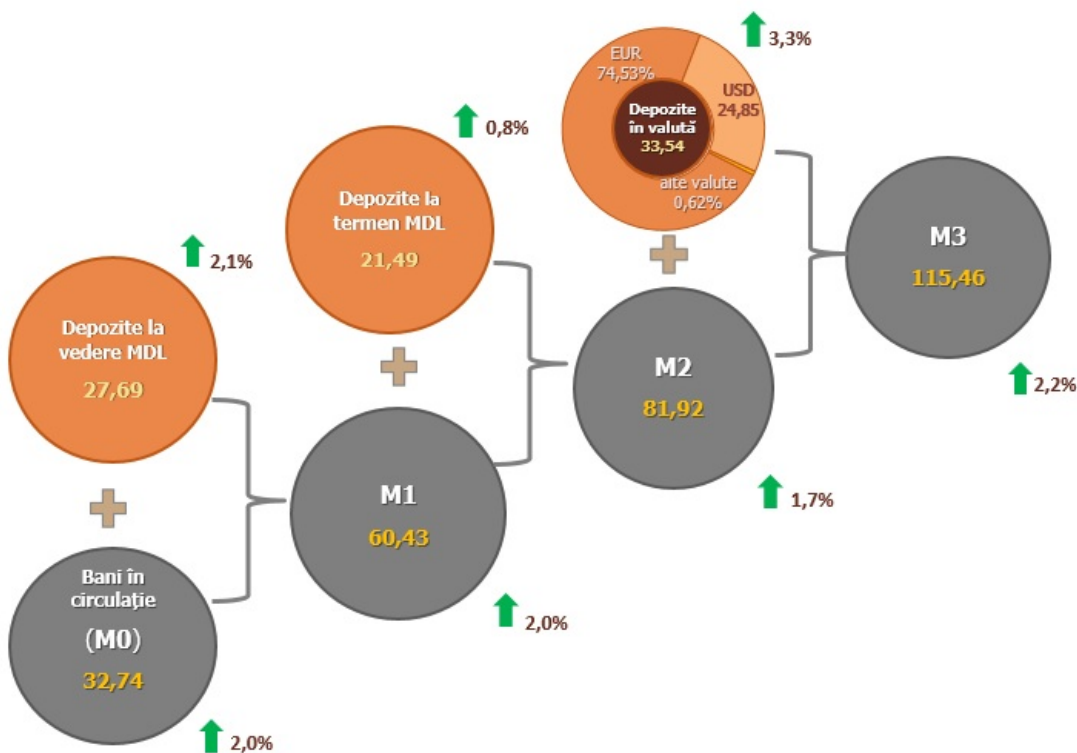 EUR
74,53%
USD
24,85
Depozite
în valută
33,54
alte valute
0,62%
3,3%
Depozite la
termen MDL
21,49
0,8%
M3
115,46
2,2%
Depozite la
vedere MDL
27,69
2,1%
M2
81,92
1,7%
M1
60,43
2,0%
Bani în
circulație
(M0)
32,74
2,0%